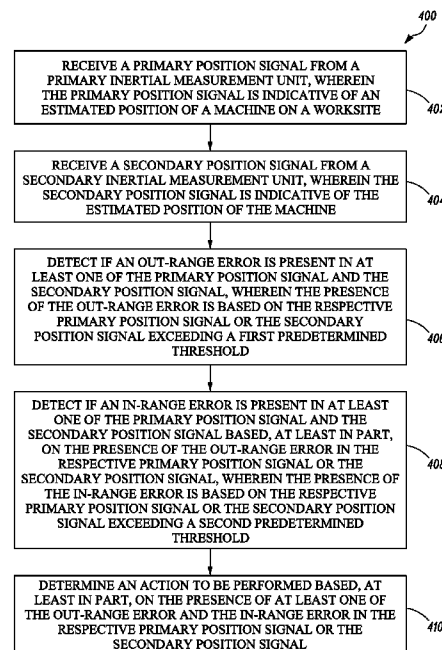 400
RECEIVE A PRIMARY POSITION SIGNAL FROM A
PRIMARY INERTIAL MEASUREMENT UNIT, WHEREIN
THE PRIMARY POSITION SIGNAL IS INDICATIVE OF AN
ESTIMATED POSITION OF A MACHINE ON A WORKSITE
402
RECEIVE A SECONDARY POSITION SIGNAL FROM A
SECONDARY INERTIAL MEASUREMENT UNIT, WHEREIN THE
SECONDARY POSITION SIGNAL IS INDICATIVE OF THE
ESTIMATED POSITION OF THE MACHINE
404
DETECT IF AN OUT-RANGE ERROR IS PRESENT IN AT
LEAST ONE OF THE PRIMARY POSITION SIGNAL AND THE
SECONDARY POSITION SIGNAL, WHEREIN THE PRESENCE
OF THE OUT-RANGE ERROR IS BASED ON THE RESPECTIVE
PRIMARY POSITION SIGNAL OR THE SECONDARY
POSITION SIGNAL EXCEEDING A FIRST PREDETERMINED
THRESHOLD
406
DETECT IF AN IN-RANGE ERROR IS PRESENT IN AT LEAST
ONE OF THE PRIMARY POSITION SIGNAL AND THE
SECONDARY POSITION SIGNAL BASED, AT LEAST IN PART,
ON THE PRESENCE OF THE OUT-RANGE ERROR IN THE
RESPECTIVE PRIMARY POSITION SIGNAL OR THE
SECONDARY POSITION SIGNAL, WHEREIN THE PRESENCE OF
THE IN-RANGE ERROR IS BASED ON THE RESPECTIVE
PRIMARY POSITION SIGNAL OR THE SECONDARY POSITION
SIGNAL EXCEEDING A SECOND PREDETERMINED
THRESHOLD
408
DETERMINE AN ACTION TO BE PERFORMED BASED, AT
LEAST IN PART, ON THE PRESENCE OF AT LEAST ONE OF
THE OUT-RANGE ERROR AND THE IN-RANGE ERROR IN THE
RESPECTIVE PRIMARY POSITION SIGNAL OR THE
SECONDARY POSITION SIGNAL
410